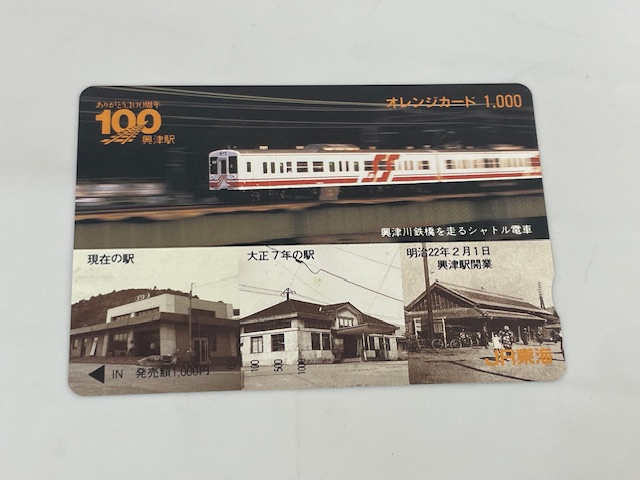 ありがとう、100周年
100
興津駅
オレンジカード 1,000
興津川鉄橋を走るシャトル電車
現在の駅
大正7年の駅
明治22年2月1日
興津駅開業
IN 発売額1,000円
100
500
1000
JR東海